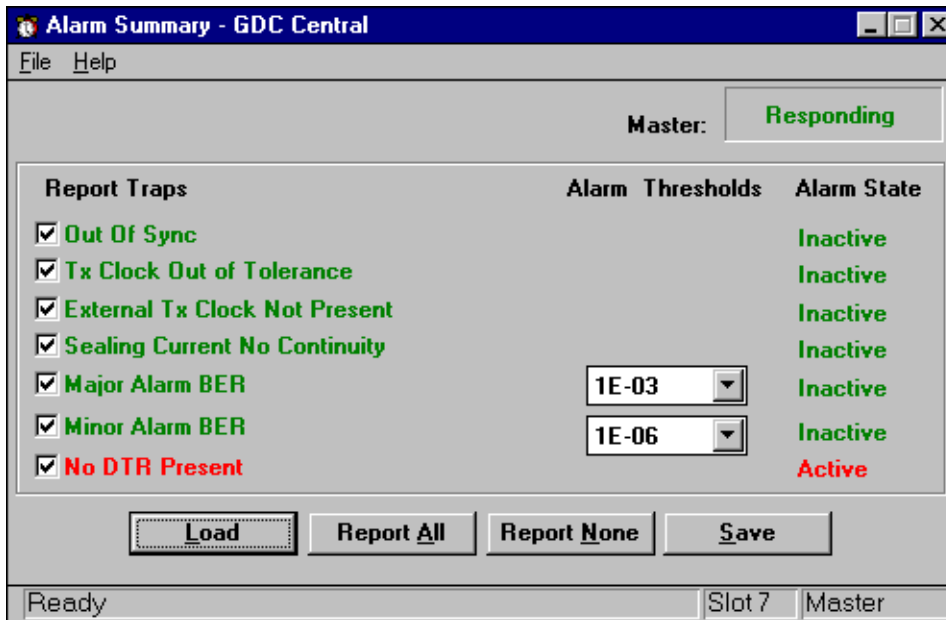 Alarm Summary - GDC Central
File Help
Master: Responding
Report Traps Alarm Thresholds Alarm State
Out Of Sync Inactive
Tx Clock Out of Tolerance Inactive
External Tx Clock Not Present Inactive
Sealing Current No Continuity Inactive
Major Alarm BER 1E-03 Inactive
Minor Alarm BER 1E-06 Inactive
No DTR Present Active
Load Report All Report None Save
Ready Slot 7 Master